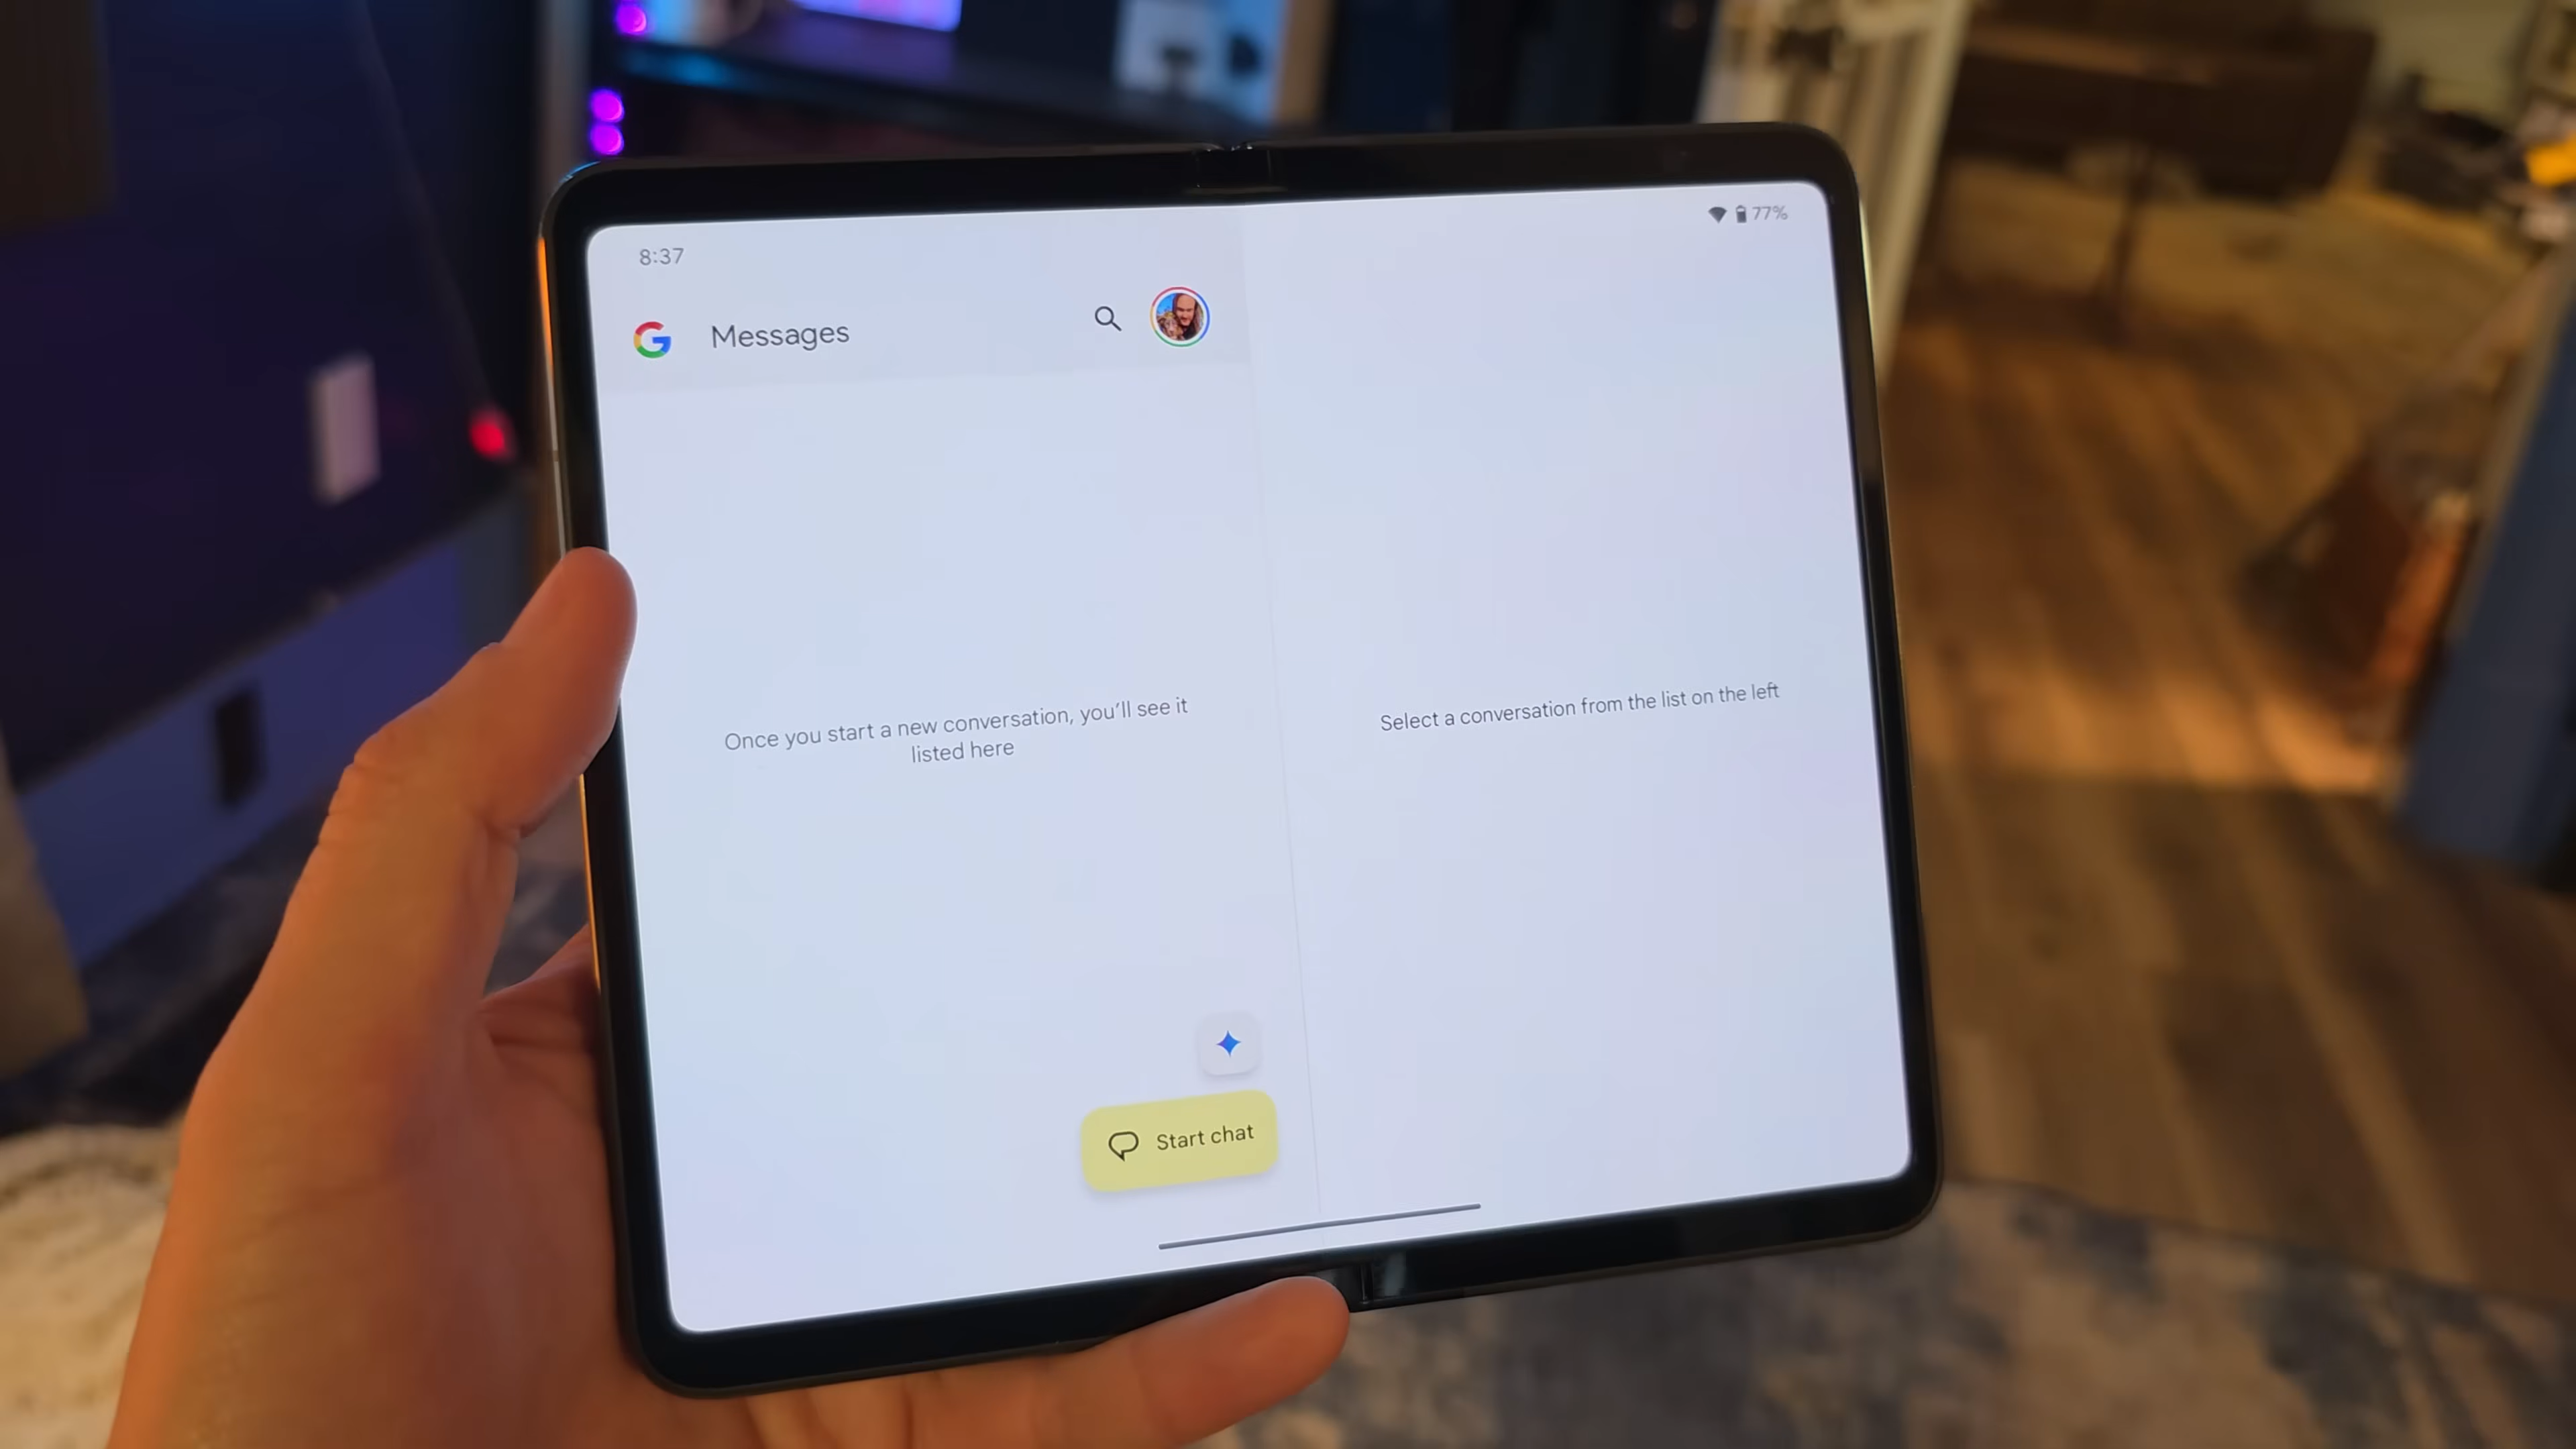 8:37
77%
G Messages
Once you start a new conversation, you'll see it
listed here
Select a conversation from the list on the left
Start chat